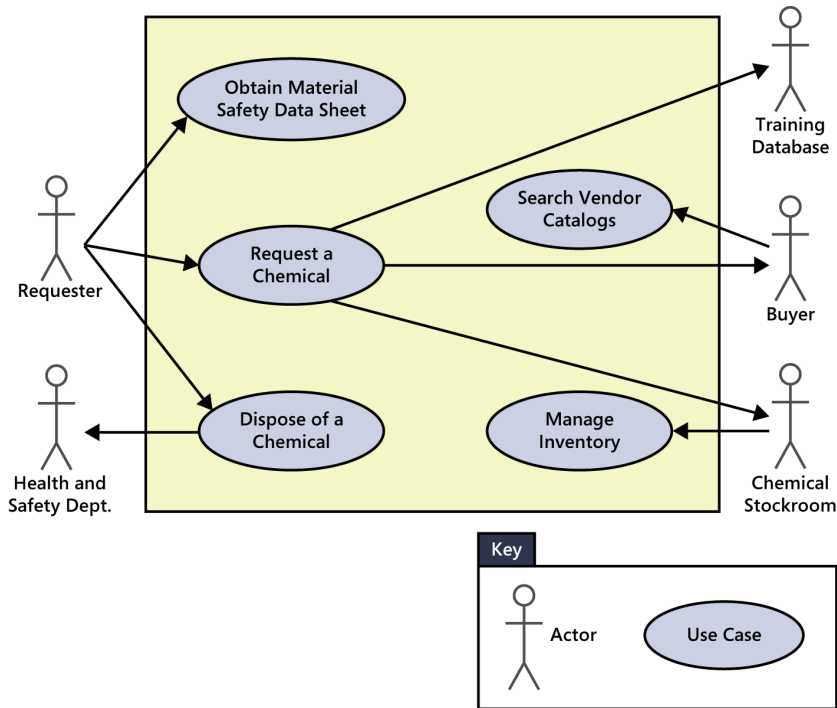 Obtain Material
Safety Data Sheet
Training
Database
Search Vendor
Catalogs
Requester
Request a
Chemical
Buyer
Health and
Safety Dept.
Dispose of a
Chemical
Manage
Inventory
Chemical
Stockroom
Key
Actor
Use Case